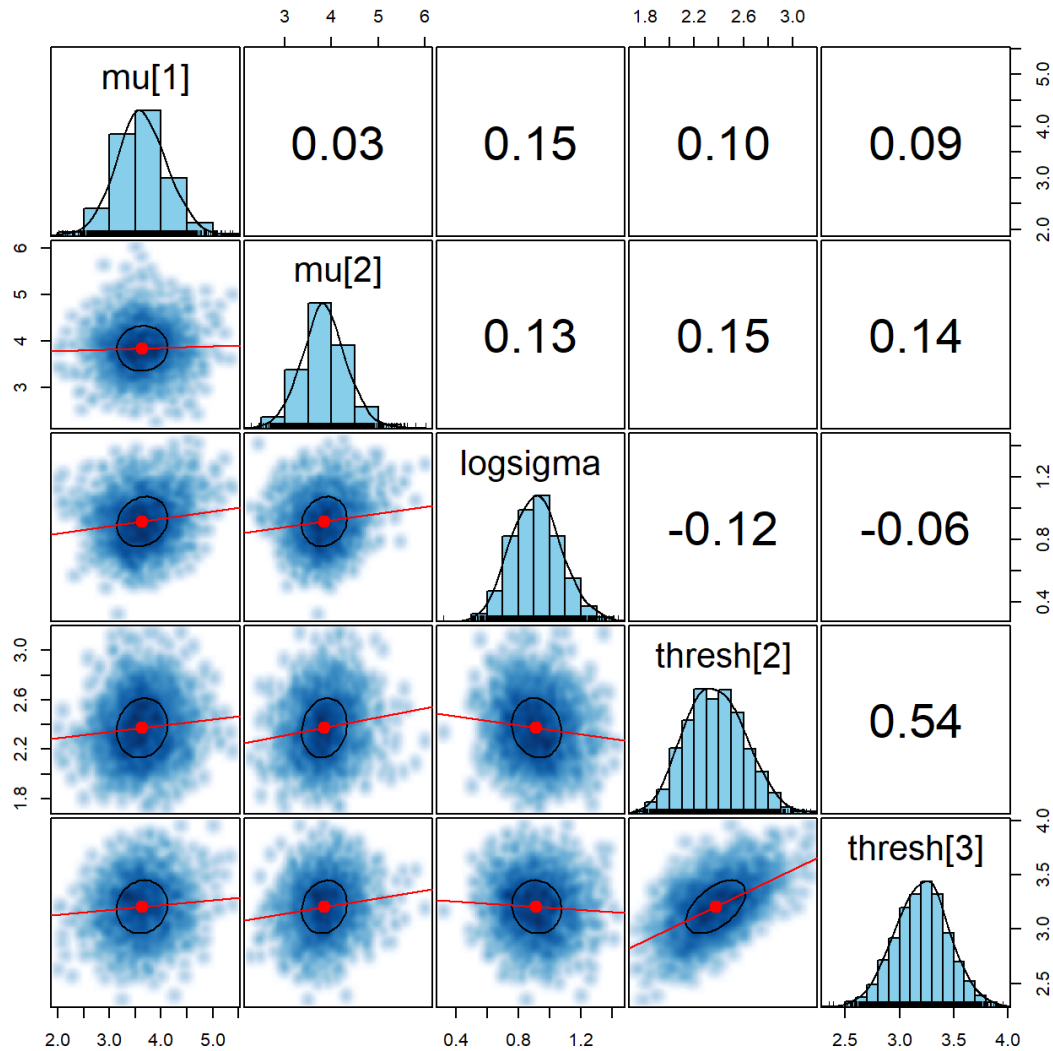 3 4 5 6 1.8 2.2 2.6 3.0
mu[1] 0.03 0.15 0.10 0.09
2.0 3.0 4.0 5.0
6 5 4 3
mu[2] 0.13 0.15 0.14
logsigma -0.12 -0.06
0.4 0.8 1.2
3.0 2.6 2.2 1.8
thresh[2] 0.54
thresh[3]
4.0 3.5 3.0 2.5
2.0 3.0 4.0 5.0 0.4 0.8 1.2 2.5 3.0 3.5 4.0